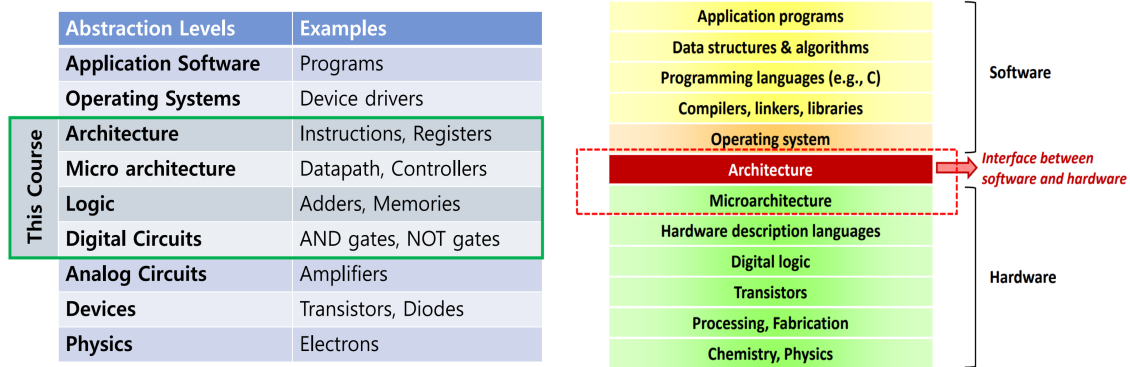 Abstraction Levels Examples
Application Software Programs
Operating Systems Device drivers
This Course
Architecture Instructions, Registers
Micro architecture Datapath, Controllers
Logic Adders, Memories
Digital Circuits AND gates, NOT gates
Analog Circuits Amplifiers
Devices Transistors, Diodes
Physics Electrons
Application programs
Data structures & algorithms
Programming languages (e.g., C)
Compilers, linkers, libraries
Operating system
Software
Architecture
Interface between
software and hardware
Microarchitecture
Hardware description languages
Digital logic
Transistors
Processing, Fabrication
Chemistry, Physics
Hardware